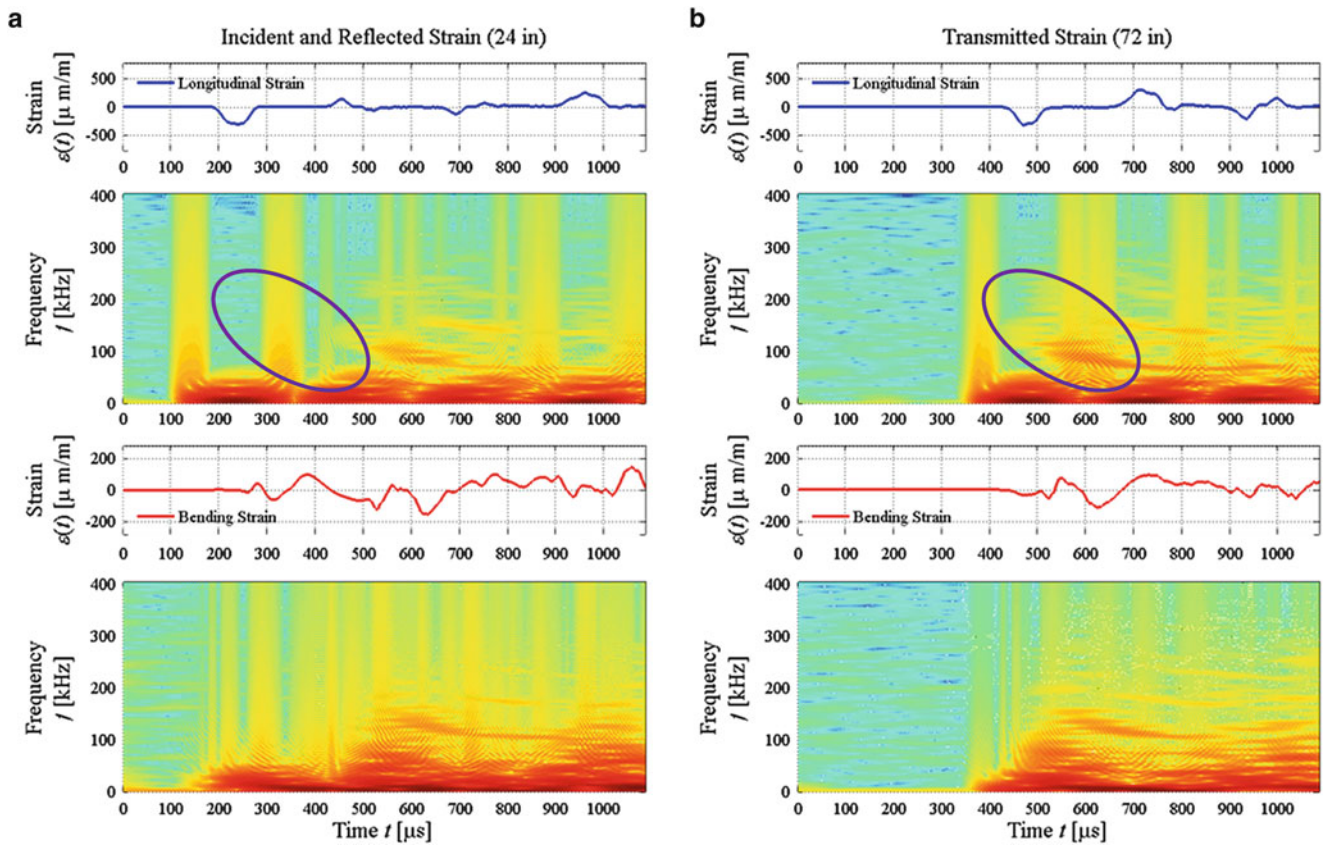 a
Incident and Reflected Strain (24 in)
Strain
ε(t) [μ m/m]
500
0
-500
Longitudinal Strain
0 100 200 300 400 500 600 700 800 900 1000
Frequency
f [kHz]
400
300
200
100
0
0 100 200 300 400 500 600 700 800 900 1000
Strain
ε(t) [μ m/m]
200
0
-200
Bending Strain
0 100 200 300 400 500 600 700 800 900 1000
Frequency
f [kHz]
400
300
200
100
0
0 100 200 300 400 500 600 700 800 900 1000
Time t [μs]
b
Transmitted Strain (72 in)
Strain
ε(t) [μ m/m]
500
0
-500
Longitudinal Strain
0 100 200 300 400 500 600 700 800 900 1000
Frequency
f [kHz]
400
300
200
100
0
0 100 200 300 400 500 600 700 800 900 1000
Strain
ε(t) [μ m/m]
200
0
-200
Bending Strain
0 100 200 300 400 500 600 700 800 900 1000
Frequency
f [kHz]
400
300
200
100
0
0 100 200 300 400 500 600 700 800 900 1000
Time t [μs]